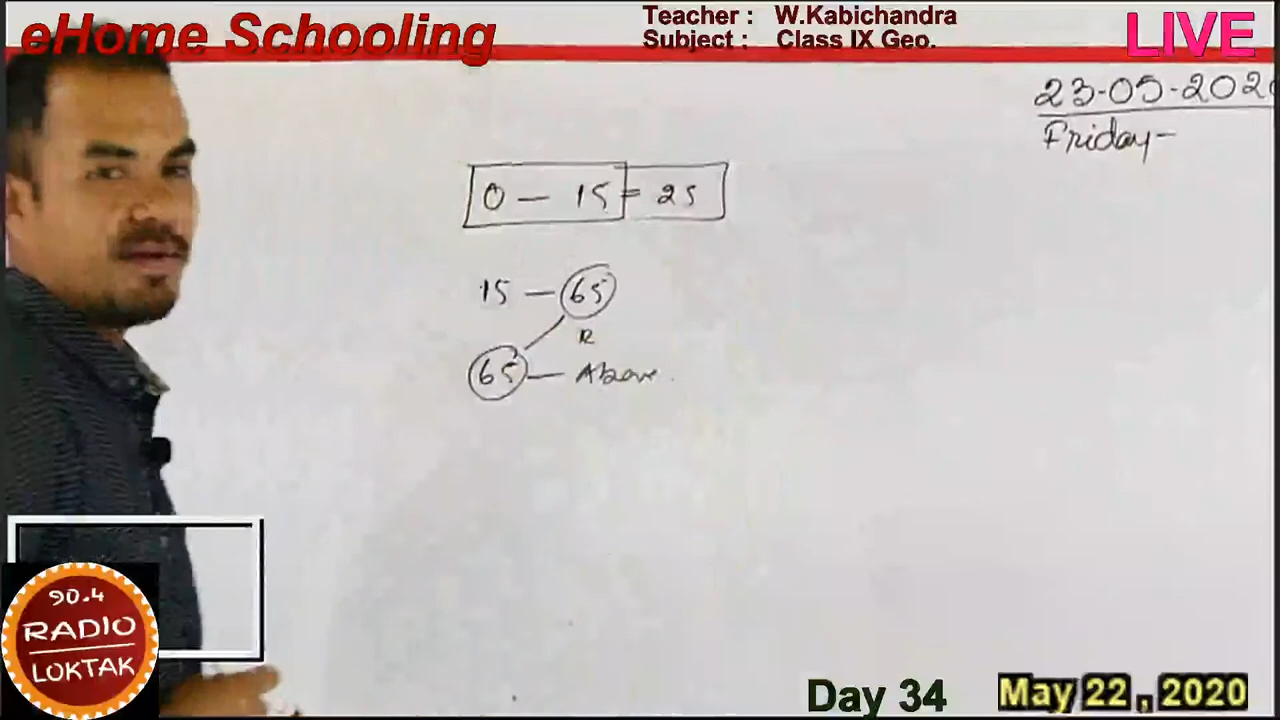 eHome Schooling
Teacher : W.Kabichandra
Subject : Class IX Geo.
LIVE
23-05-202
Friday-
0 — 15 = 25
15 — 65
R
65 — Above.
90.4
RADIO
LOKTAK
Day 34
May 22 , 2020